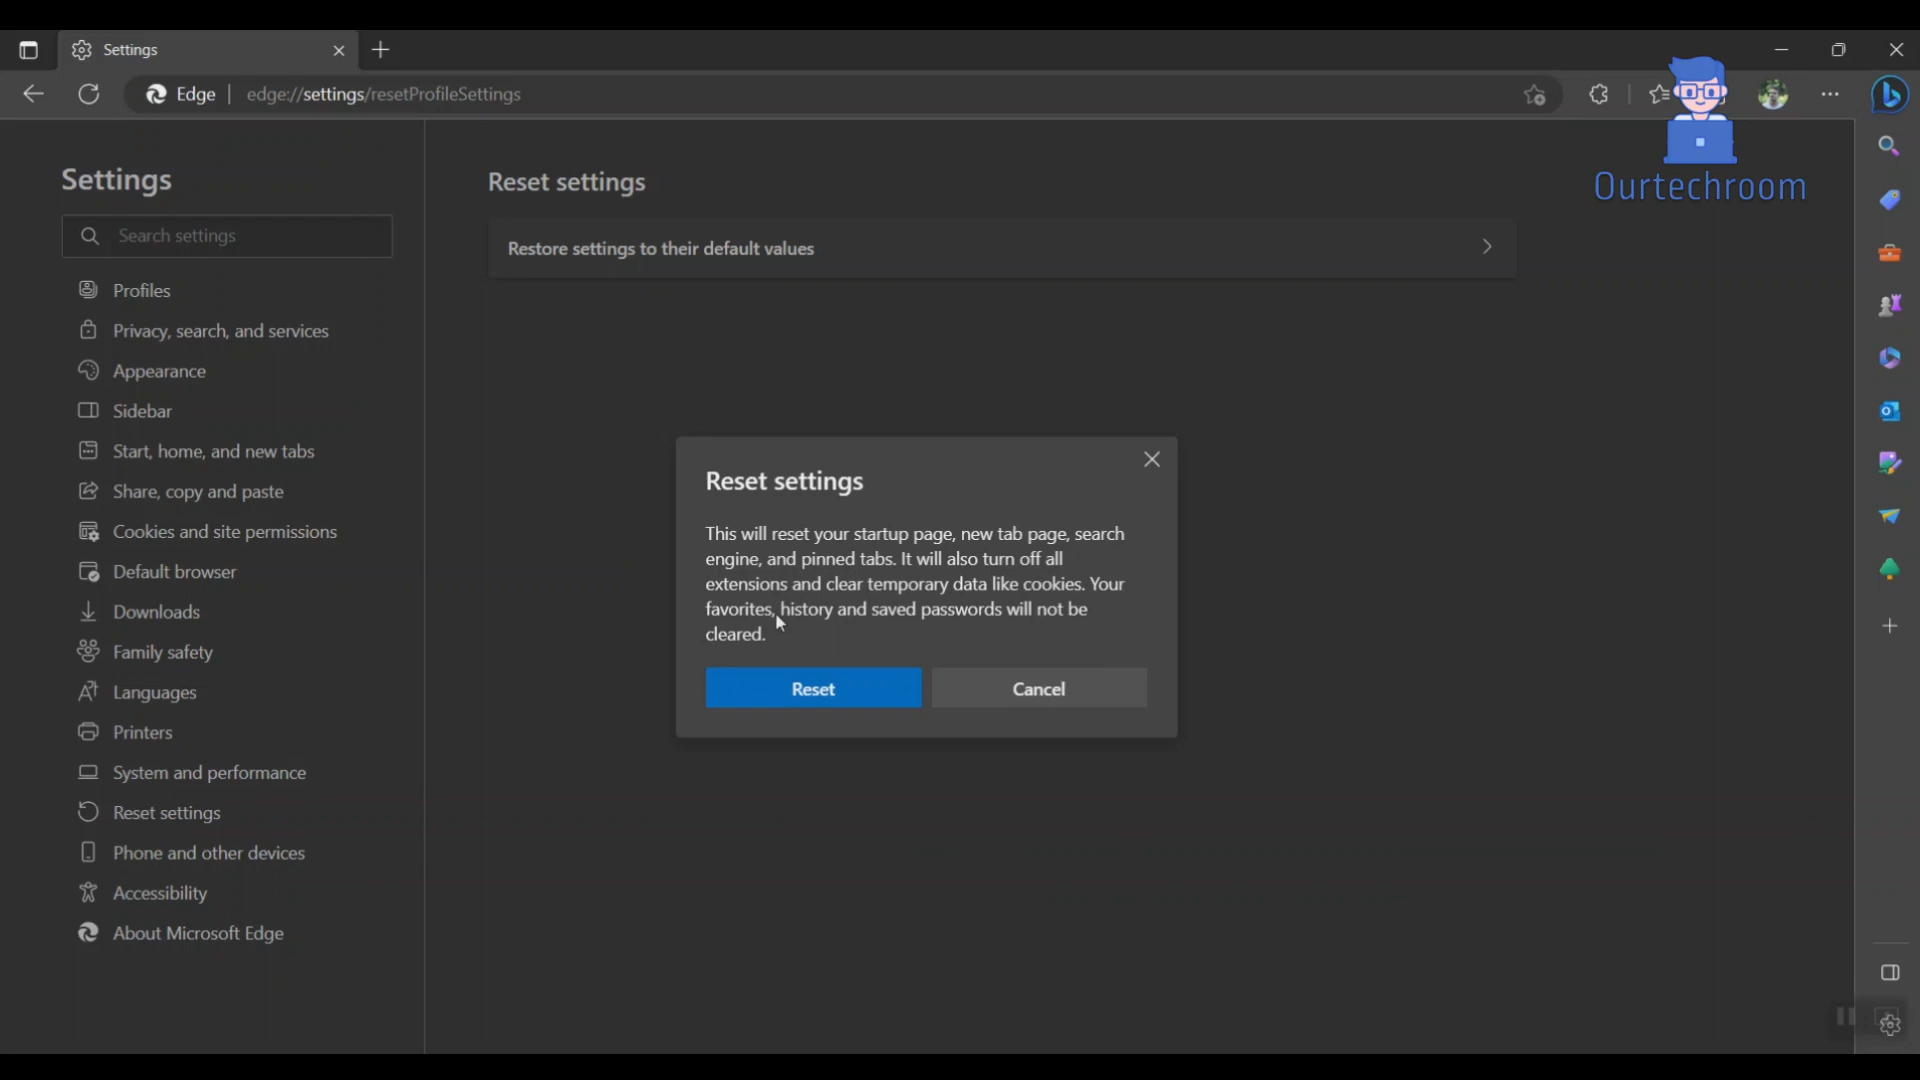 Settings
Edge
edge://settings/resetProfileSettings
Ourtechroom
Settings
Search settings
Profiles
Privacy, search, and services
Appearance
Sidebar
Start, home, and new tabs
Share, copy and paste
Cookies and site permissions
Default browser
Downloads
Family safety
Languages
Printers
System and performance
Reset settings
Phone and other devices
Accessibility
About Microsoft Edge
Reset settings
Restore settings to their default values
Reset settings
This will reset your startup page, new tab page, search
engine, and pinned tabs. It will also turn off all
extensions and clear temporary data like cookies. Your
favorites, history and saved passwords will not be
cleared.
Reset
Cancel